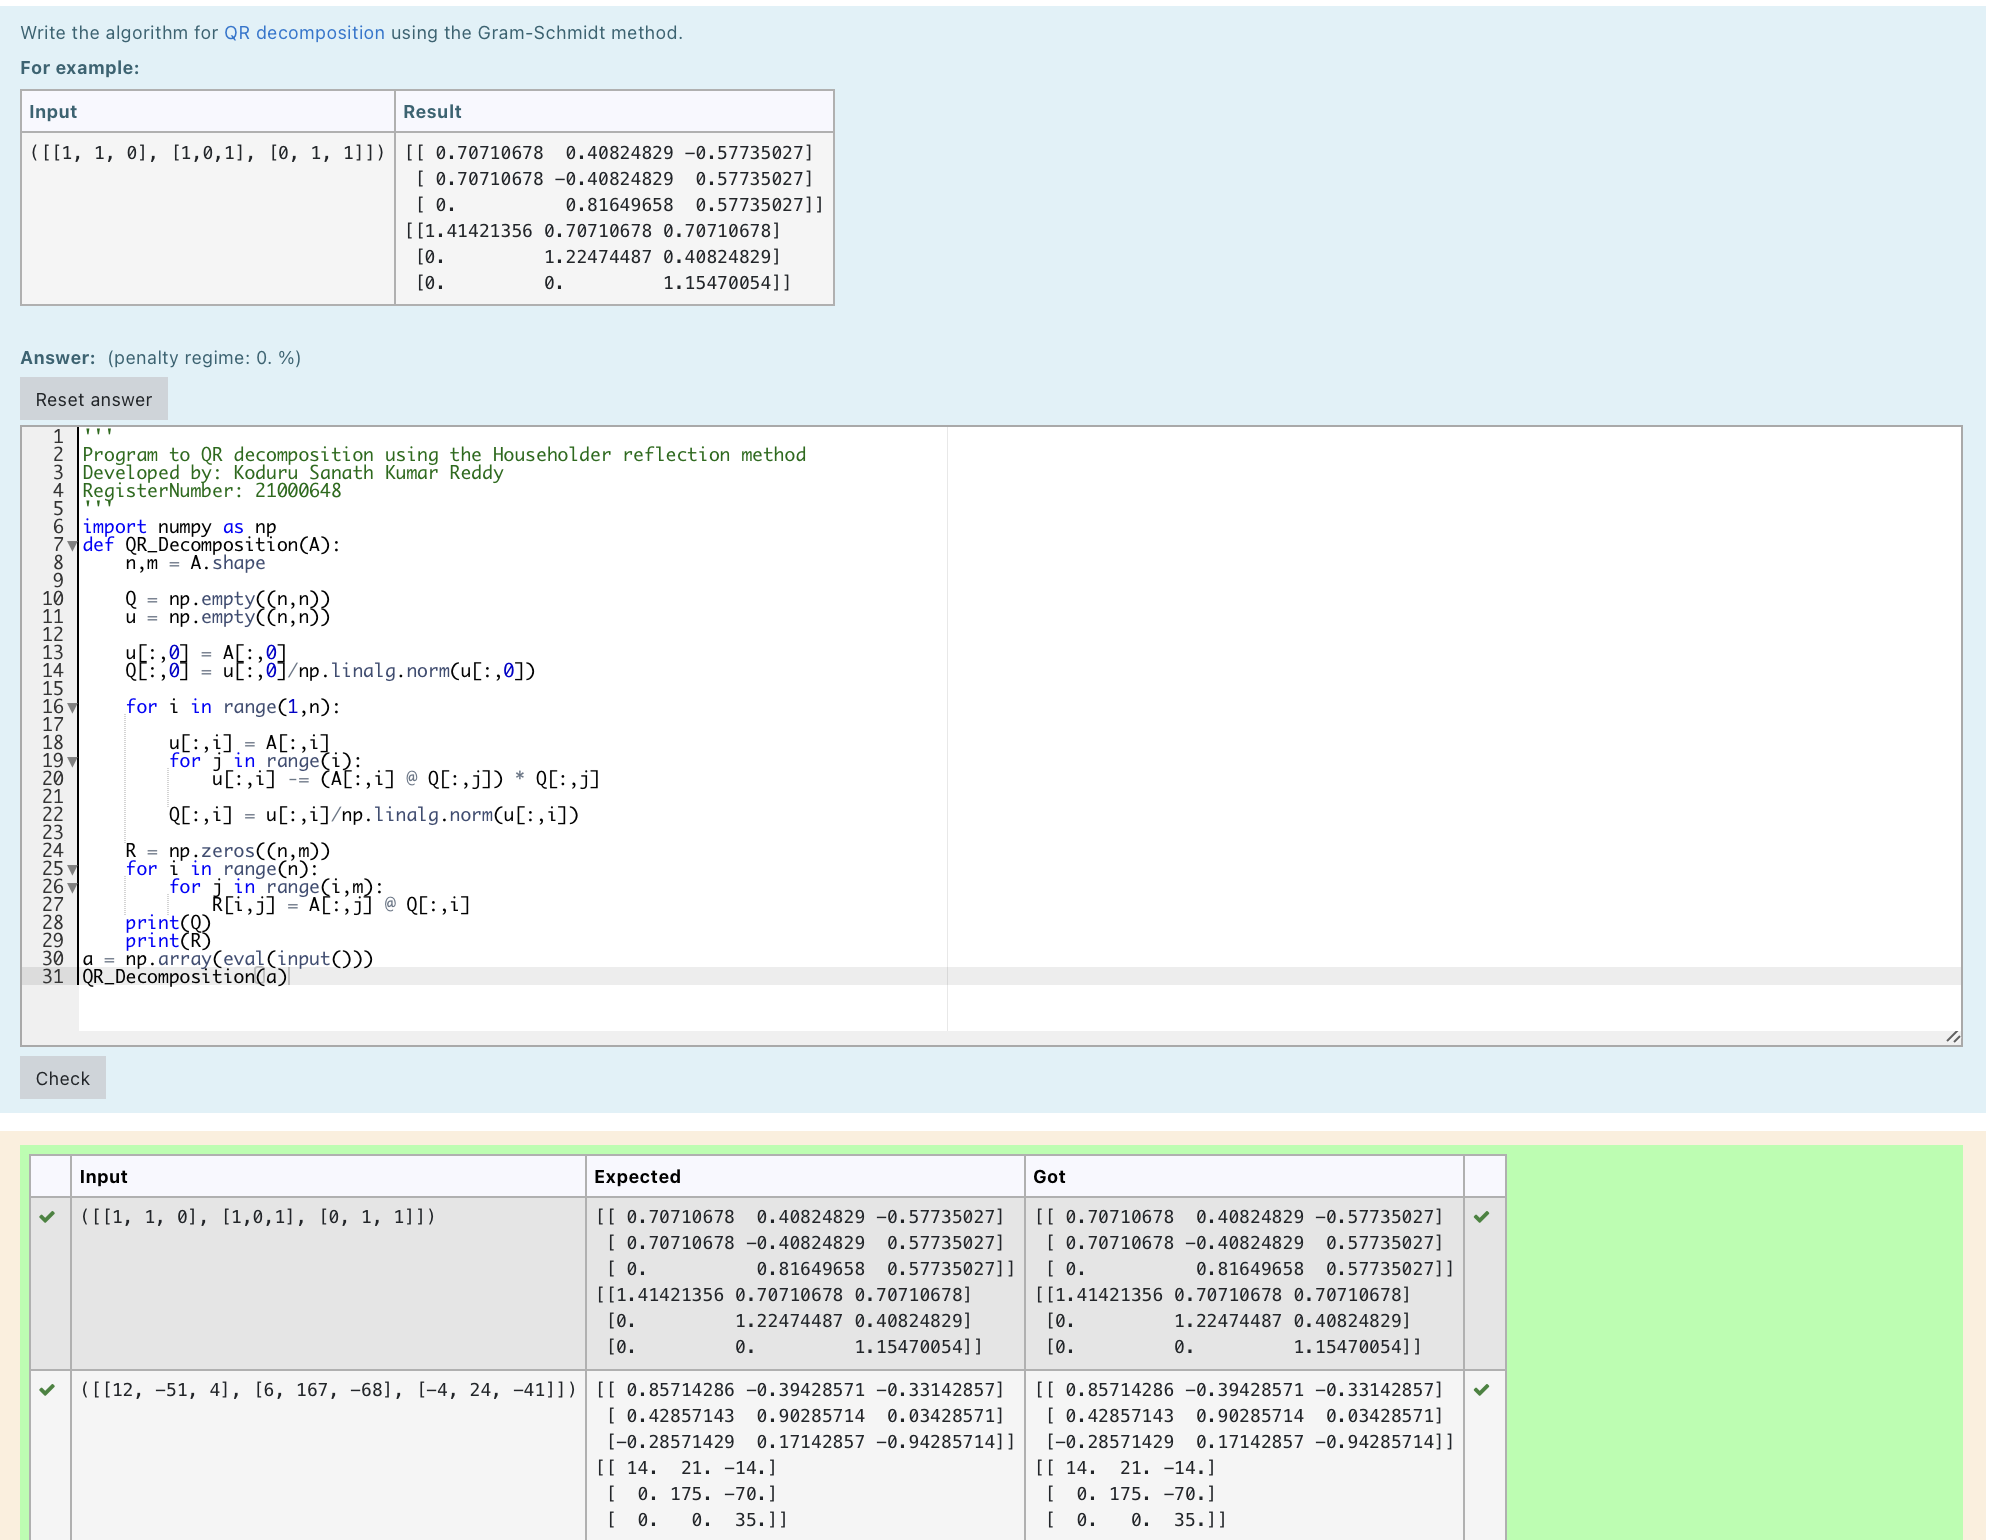 Write the algorithm for QR decomposition using the Gram-Schmidt method.
For example:
Input Result
([[1, 1, 0], [1,0,1], [0, 1, 1]]) [[ 0.70710678  0.40824829 -0.57735027]
[ 0.70710678 -0.40824829  0.57735027]
[ 0.          0.81649658  0.57735027]]
[[1.41421356 0.70710678 0.70710678]
[0.         1.22474487 0.40824829]
[0.         0.         1.15470054]]
Answer: (penalty regime: 0. %)
Reset answer
1 '''
2 Program to QR decomposition using the Householder reflection method
3 Developed by: Koduru Sanath Kumar Reddy
4 RegisterNumber: 21000648
5 '''
6 import numpy as np
7 def QR_Decomposition(A):
8     n,m = A.shape
9
10     Q = np.empty((n,n))
11     u = np.empty((n,n))
12
13     u[:,0] = A[:,0]
14     Q[:,0] = u[:,0]/np.linalg.norm(u[:,0])
15
16     for i in range(1,n):
17
18         u[:,i] = A[:,i]
19         for j in range(i):
20             u[:,i] -= (A[:,i] @ Q[:,j]) * Q[:,j]
21
22         Q[:,i] = u[:,i]/np.linalg.norm(u[:,i])
23
24     R = np.zeros((n,m))
25     for i in range(n):
26         for j in range(i,m):
27             R[i,j] = A[:,j] @ Q[:,i]
28     print(Q)
29     print(R)
30 a = np.array(eval(input()))
31 QR_Decomposition(a)
Check
Input Expected Got
([[1, 1, 0], [1,0,1], [0, 1, 1]]) [[ 0.70710678  0.40824829 -0.57735027] [[ 0.70710678  0.40824829 -0.57735027]
[ 0.70710678 -0.40824829  0.57735027] [ 0.70710678 -0.40824829  0.57735027]
[ 0.          0.81649658  0.57735027]] [ 0.          0.81649658  0.57735027]]
[[1.41421356 0.70710678 0.70710678] [[1.41421356 0.70710678 0.70710678]
[0.         1.22474487 0.40824829] [0.         1.22474487 0.40824829]
[0.         0.         1.15470054]] [0.         0.         1.15470054]]
([[12, -51, 4], [6, 167, -68], [-4, 24, -41]]) [[ 0.85714286 -0.39428571 -0.33142857] [[ 0.85714286 -0.39428571 -0.33142857]
[ 0.42857143  0.90285714  0.03428571] [ 0.42857143  0.90285714  0.03428571]
[-0.28571429  0.17142857 -0.94285714]] [-0.28571429  0.17142857 -0.94285714]]
[[ 14.  21. -14.] [[ 14.  21. -14.]
[  0. 175. -70.] [  0. 175. -70.]
[  0.   0.  35.]] [  0.   0.  35.]]